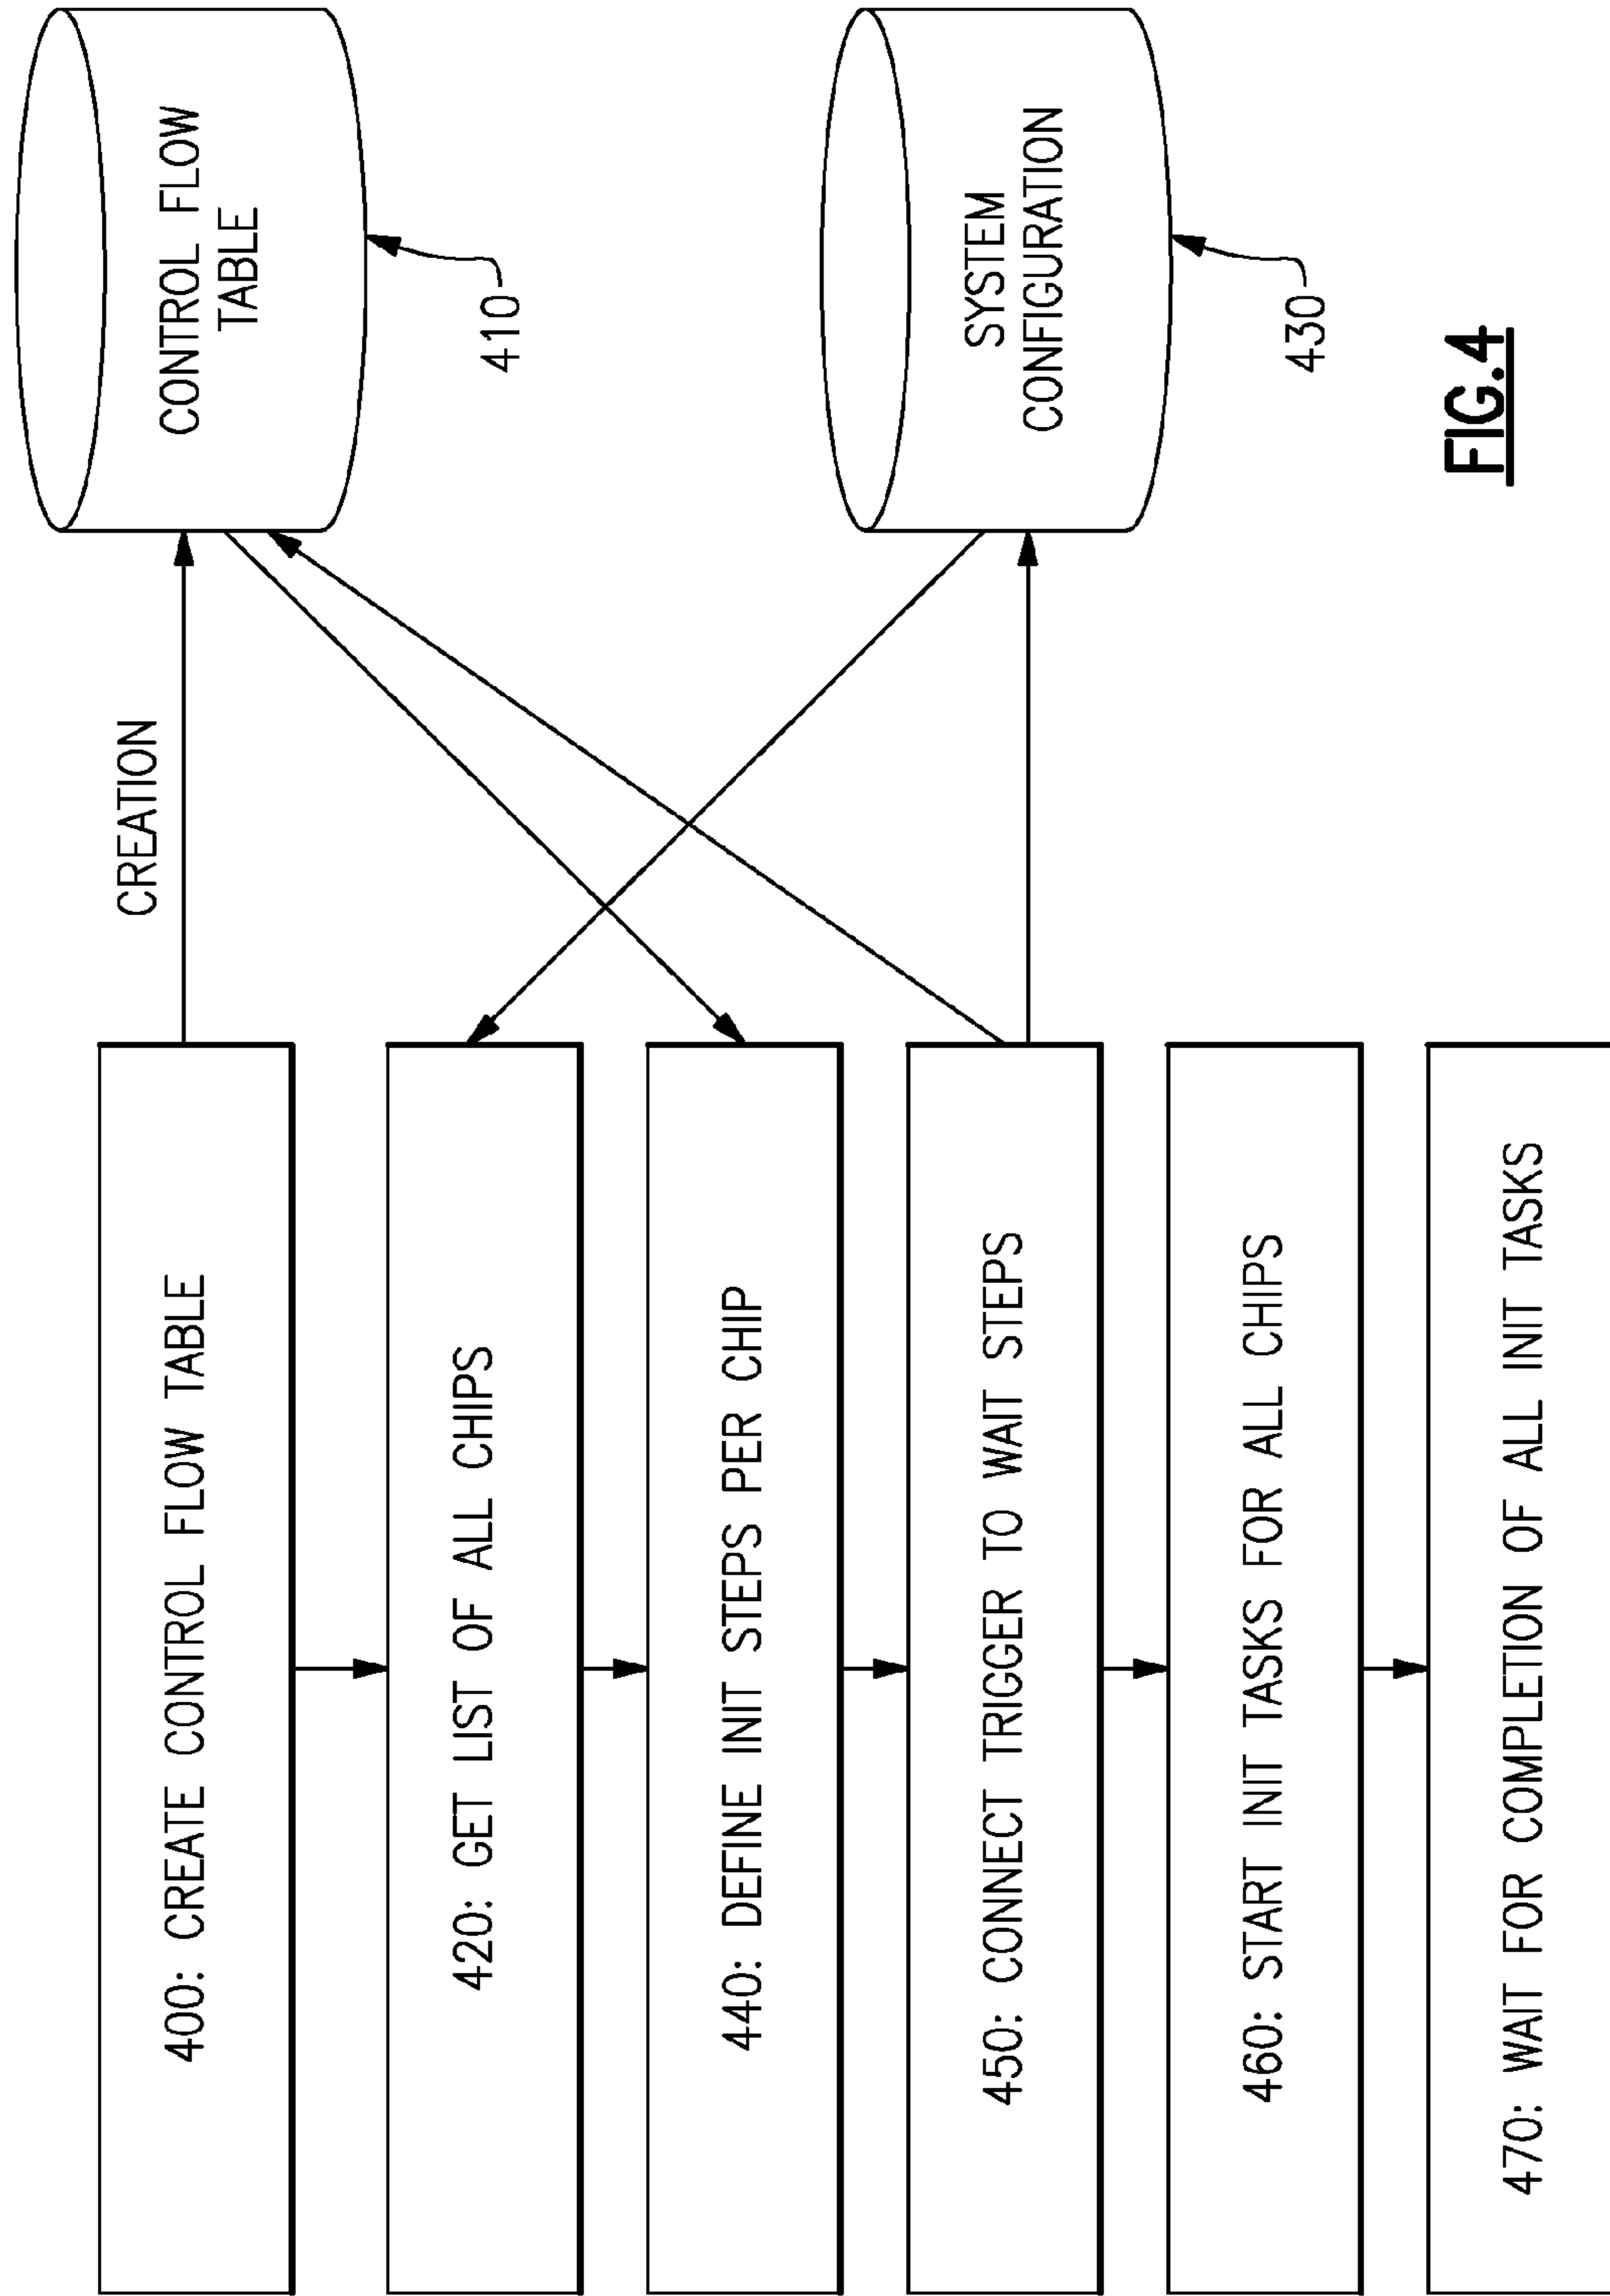 400: CREATE CONTROL FLOW TABLE
CREATION
CONTROL FLOW
TABLE
410
420: GET LIST OF ALL CHIPS
440: DEFINE INIT STEPS PER CHIP
450: CONNECT TRIGGER TO WAIT STEPS
SYSTEM
CONFIGURATION
430
460: START INIT TASKS FOR ALL CHIPS
470: WAIT FOR COMPLETION OF ALL INIT TASKS
FIG.4